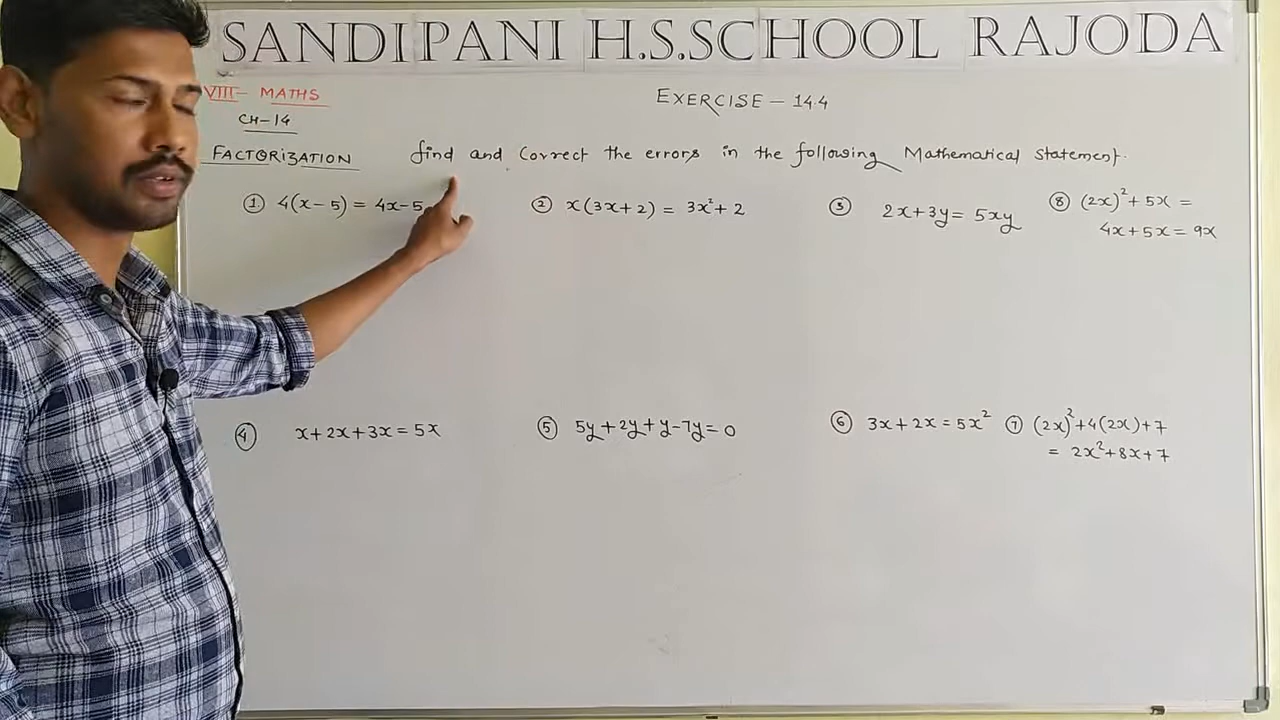 SANDIPANI H.S.SCHOOL RAJODA
VIII- MATHS
EXERCISE - 14.4
CH-14
FACTORIZATION
find and Correct the errors in the following Mathematical Statement.
① 4(x-5) = 4x-5
② x(3x+2) = 3x²+2
③ 2x+3y = 5xy
⑧ (2x)²+5x =
4x+5x = 9x
④ x+2x+3x = 5x
⑤ 5y+2y+y-7y = 0
⑥ 3x+2x = 5x²
⑦ (2x)²+4(2x)+7
= 2x²+8x+7